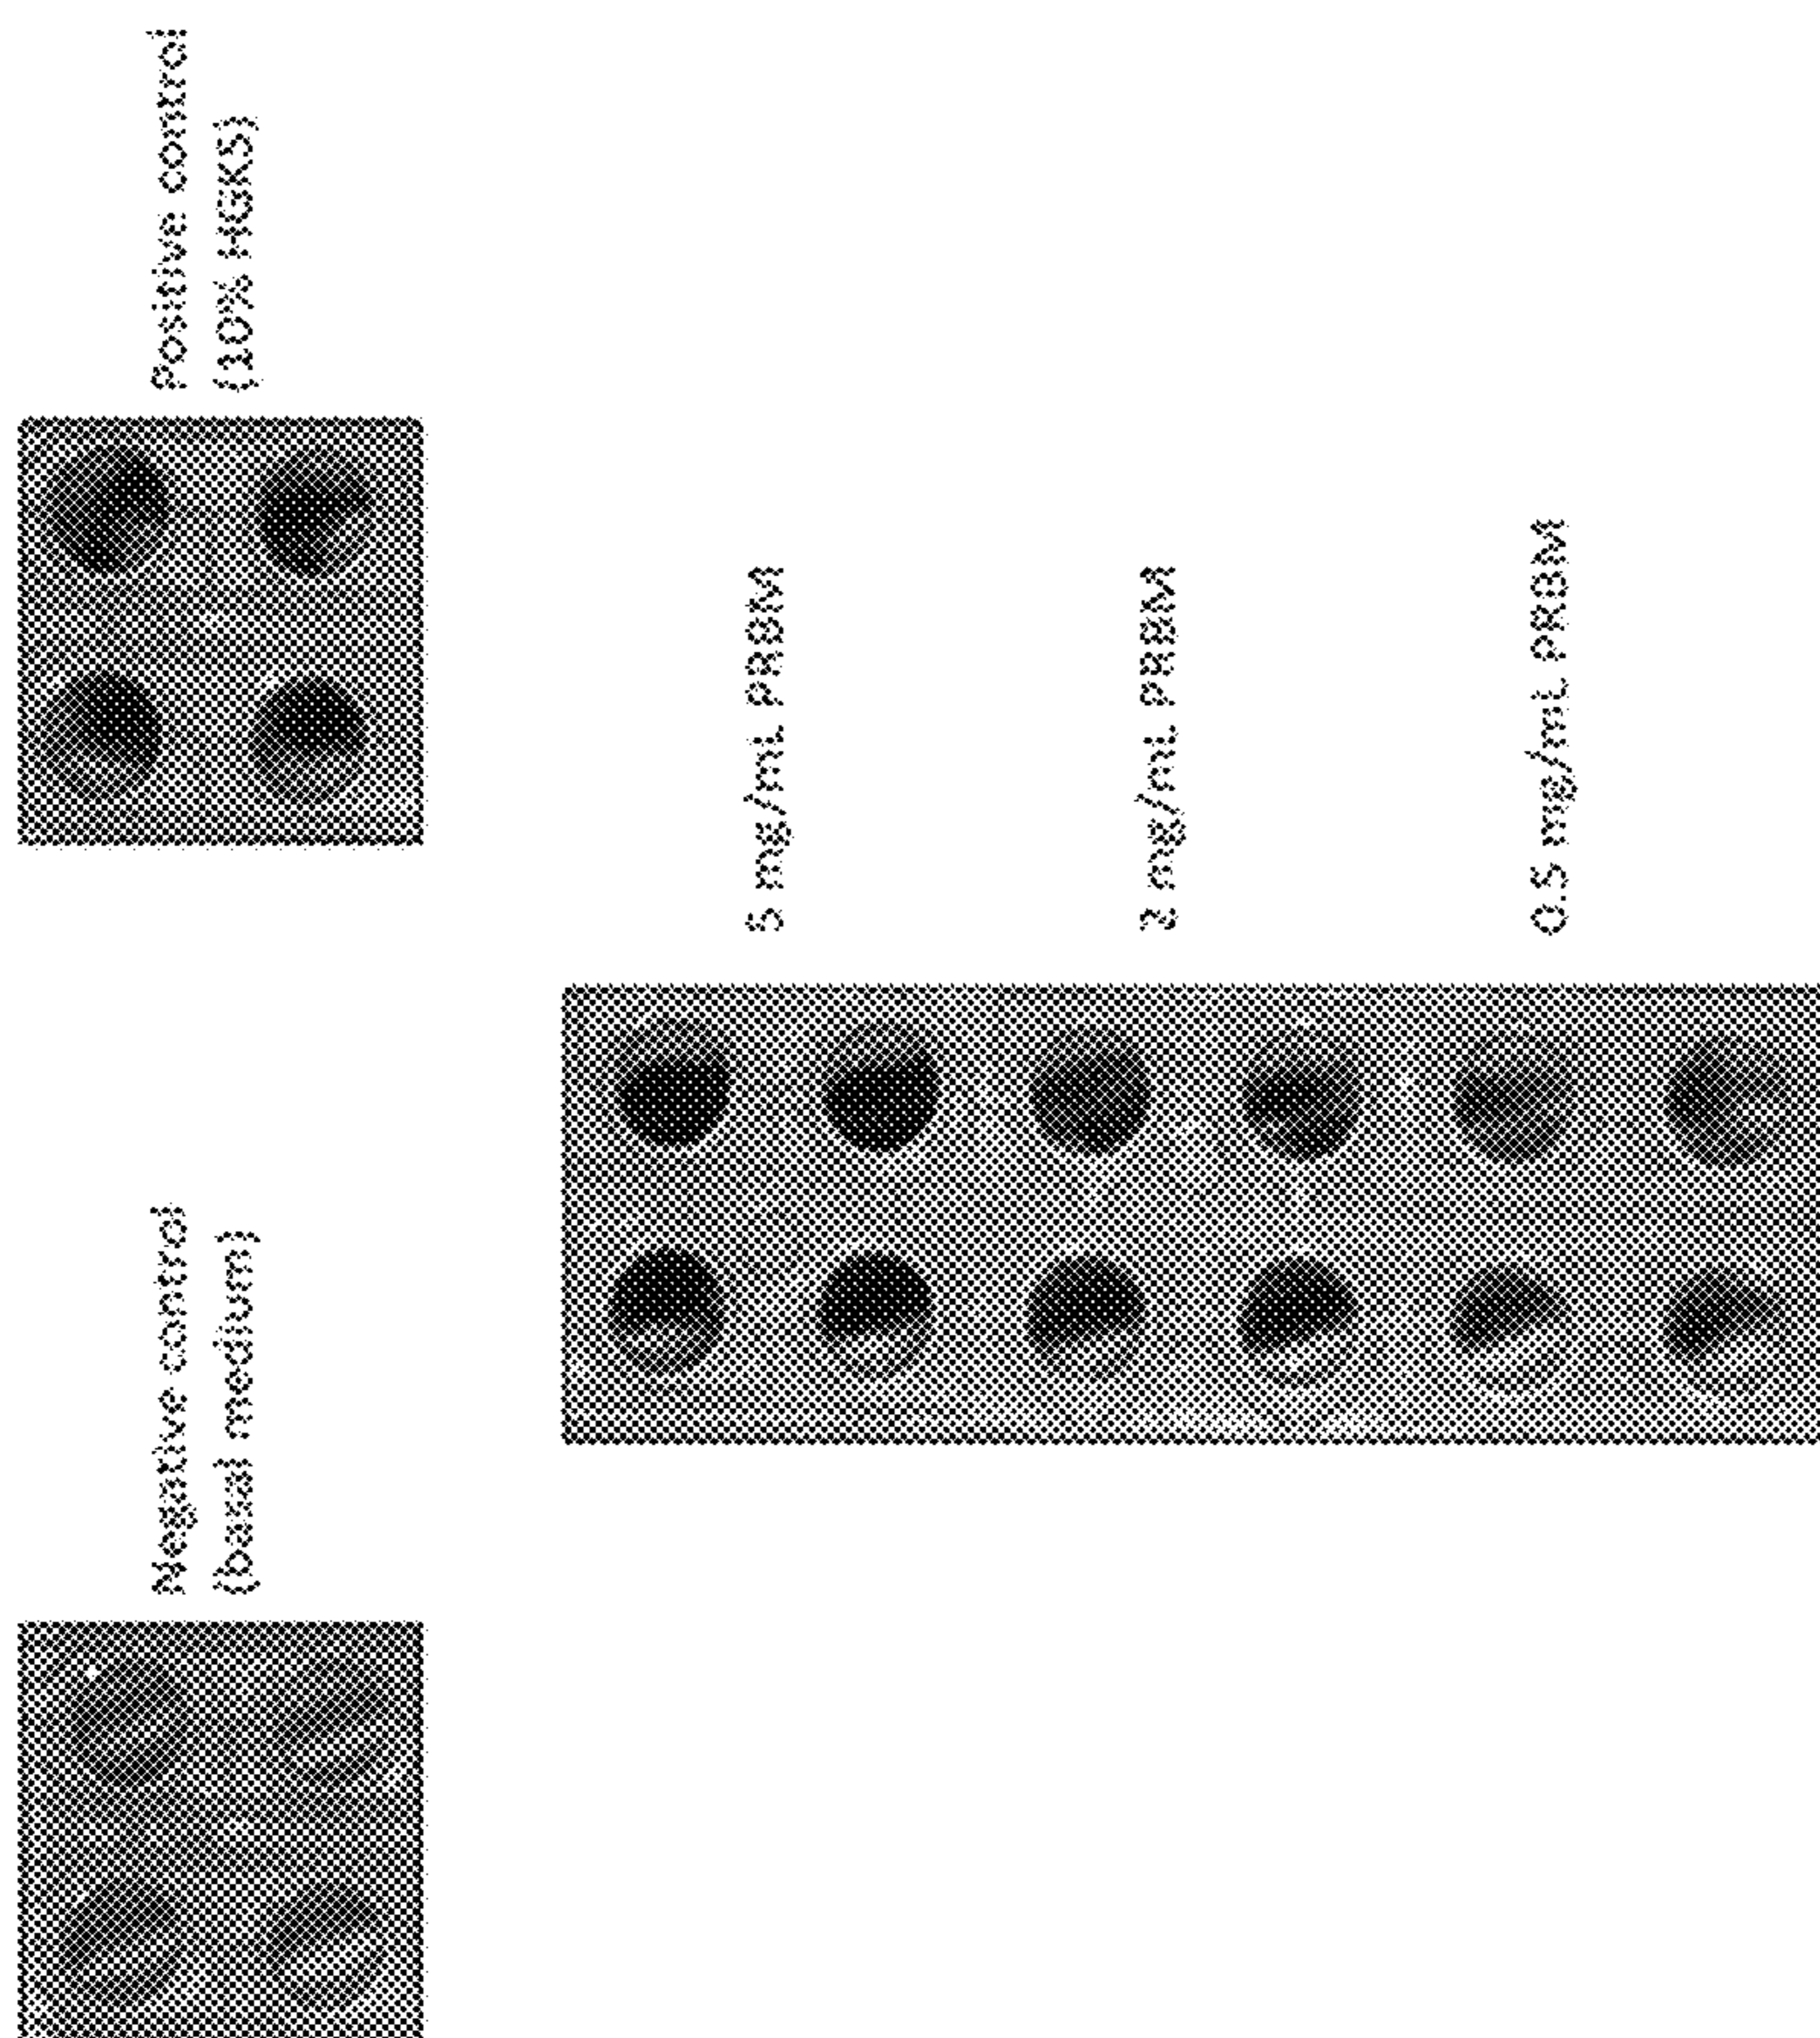 Negative control
(basal medium)
Positive control
(10% HGKS)
5 mg/mL PRBM
2 mg/mL PRBM
0.5 mg/mL PRBM